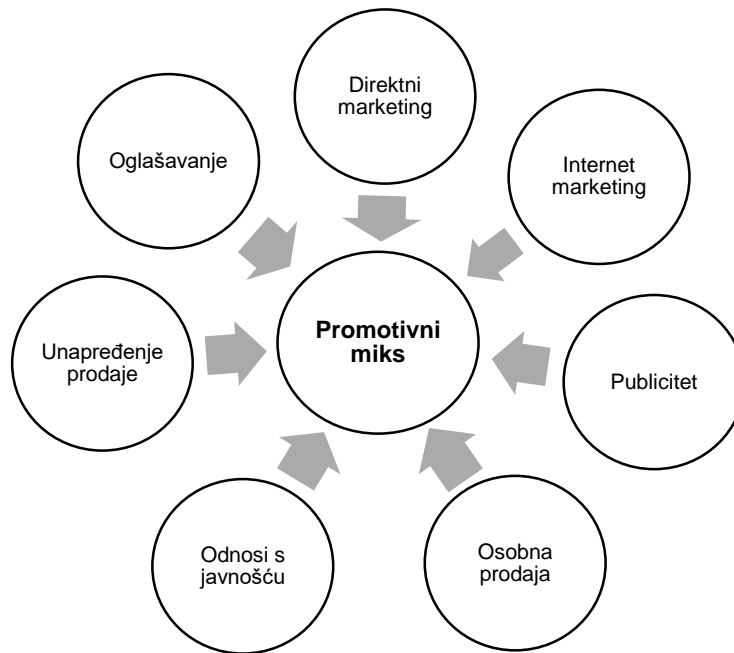 Direktni
marketing
Oglašavanje
Internet
marketing
Promotivni
miks
Unapređenje
prodaje
Publicitet
Odnosi s
javnošću
Osobna
prodaja